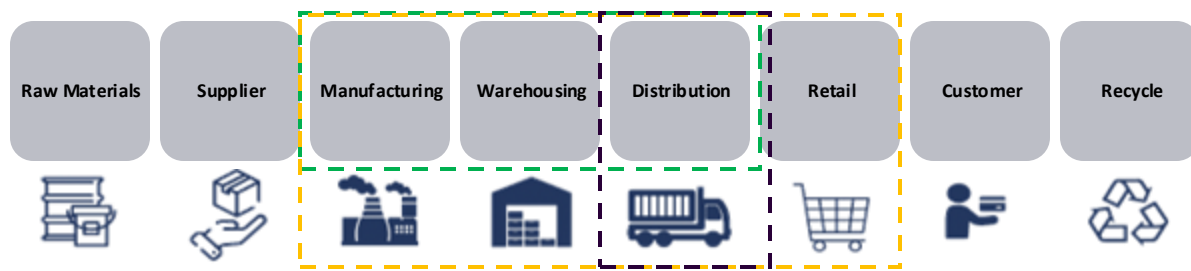 Raw Materials
Supplier
Manufacturing
Warehousing
Distribution
Retail
Customer
Recycle